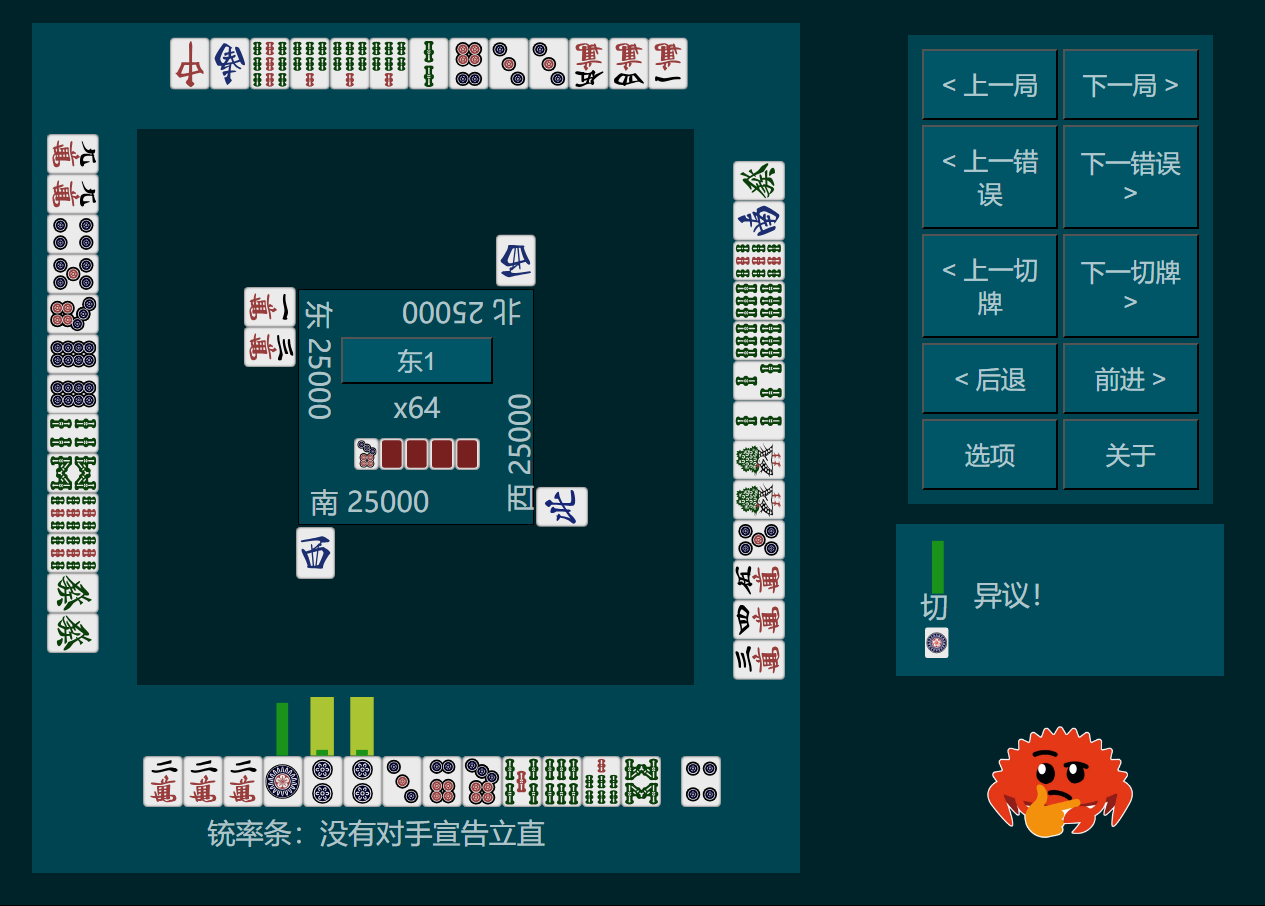 < 上一局
下一局 >
< 上一错误
下一错误 >
< 上一切牌
下一切牌 >
< 后退
前进 >
选项
关于
北 25000
东 25000
东1
x64
西 25000
南 25000
切
异议！
铳率条：没有对手宣告立直